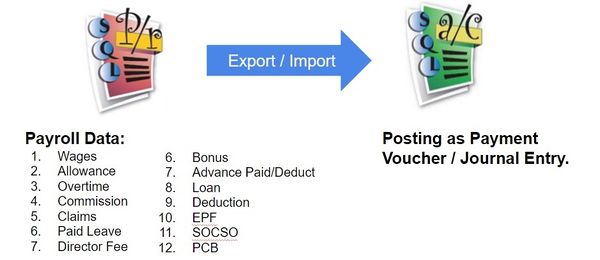 SQL P/r
Export / Import
SQL a/c
Payroll Data:
1. Wages
2. Allowance
3. Overtime
4. Commission
5. Claims
6. Paid Leave
7. Director Fee
6. Bonus
7. Advance Paid/Deduct
8. Loan
9. Deduction
10. EPF
11. SOCSO
12. PCB
Posting as Payment
Voucher / Journal Entry.